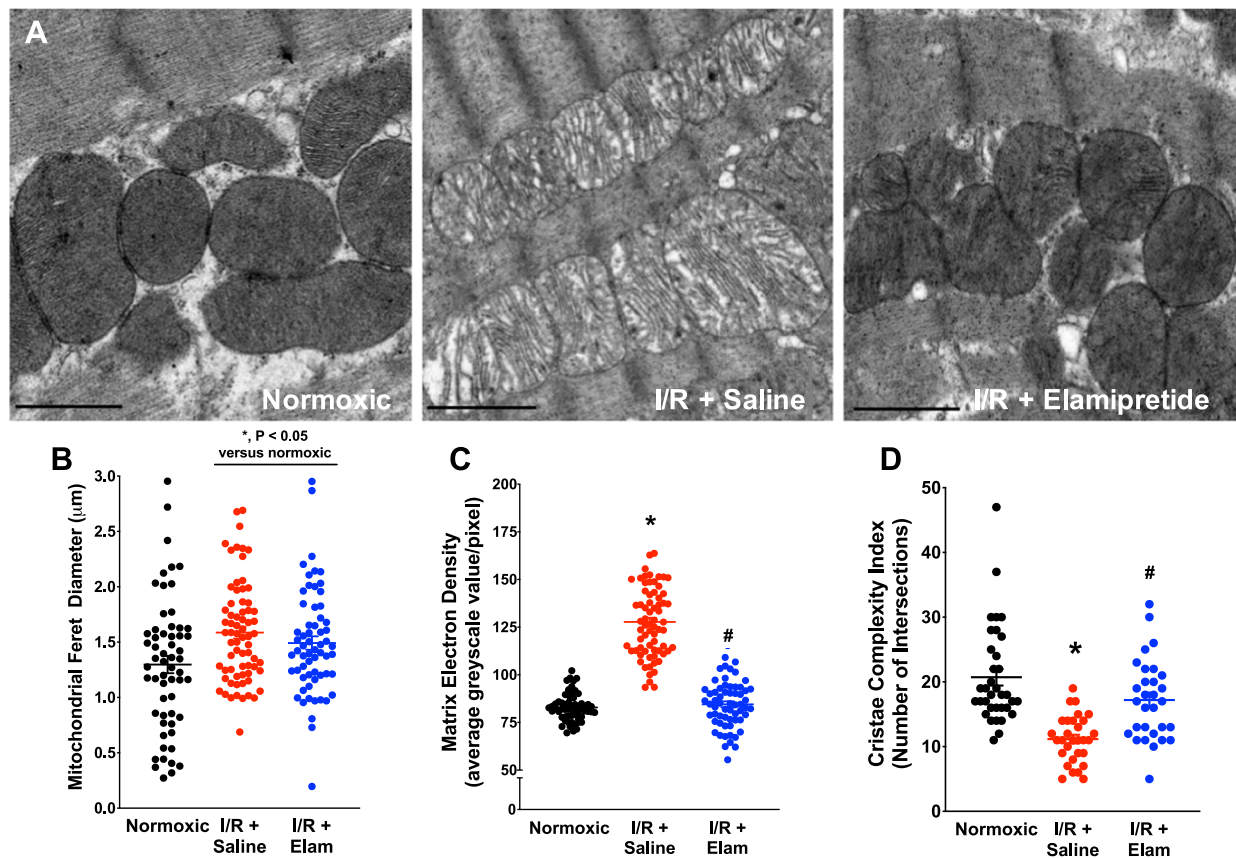 A
Normoxic
I/R + Saline
I/R + Elamipretide
B
*, P < 0.05
versus normoxic
Mitochondrial Feret Diameter (μm)
3.0
2.5
2.0
1.5
1.0
0.5
0.0
Normoxic
I/R +
Saline
I/R +
Elam
C
Matrix Electron Density
(average greyscale value/pixel)
200
175
150
125
100
75
50
0
*
#
Normoxic
I/R +
Saline
I/R +
Elam
D
Cristae Complexity Index
(Number of Intersections)
50
40
30
20
10
0
*
#
Normoxic
I/R +
Saline
I/R +
Elam